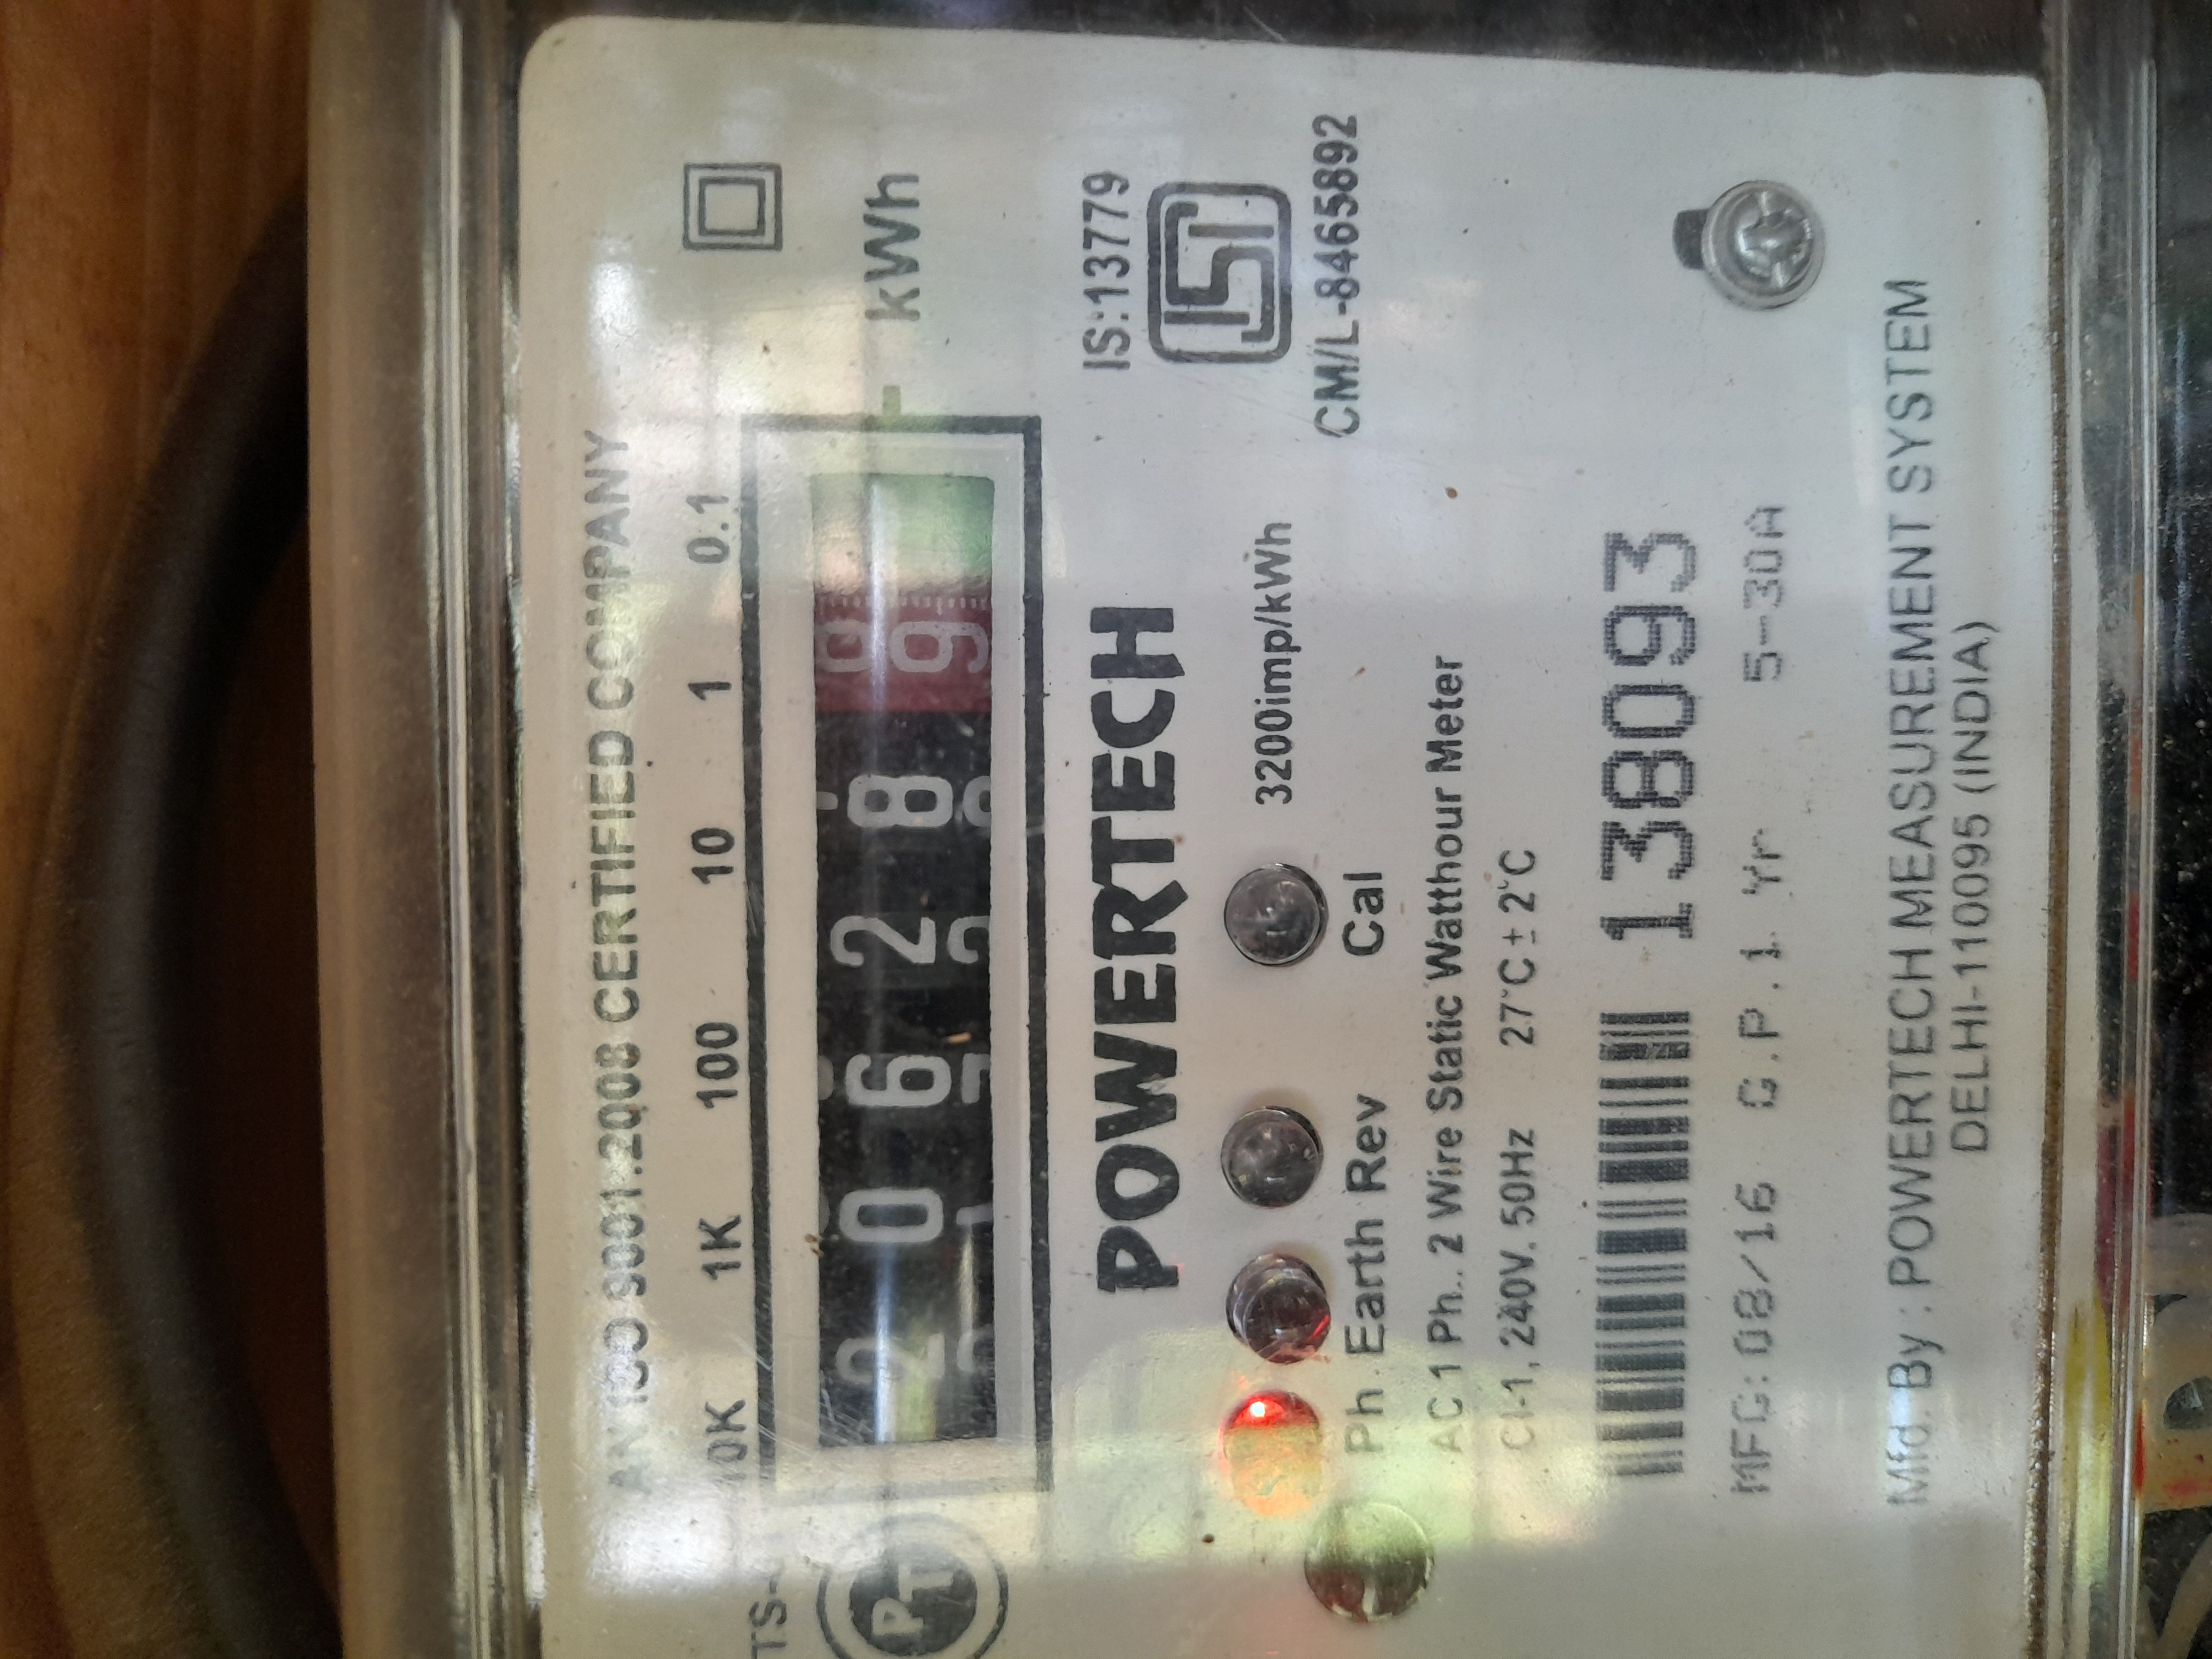 AN ISO 9001:2008 CERTIFIED COMPANY
10K 1K 100 10 1 0.1
2 0 6 2 8 9
kWh
POWERTECH
IS:13779
3200imp/kWh
CM/L-8465892
Ph Earth Rev Cal
AC 1 Ph.. 2 Wire Static Watthour Meter
Cl-1, 240V. 50Hz 27°C ± 2°C
138093
MFG:08/16 G.P.1 Yr 5-30A
Mfd. By : POWERTECH MEASUREMENT SYSTEM
DELHI-110095 (INDIA)